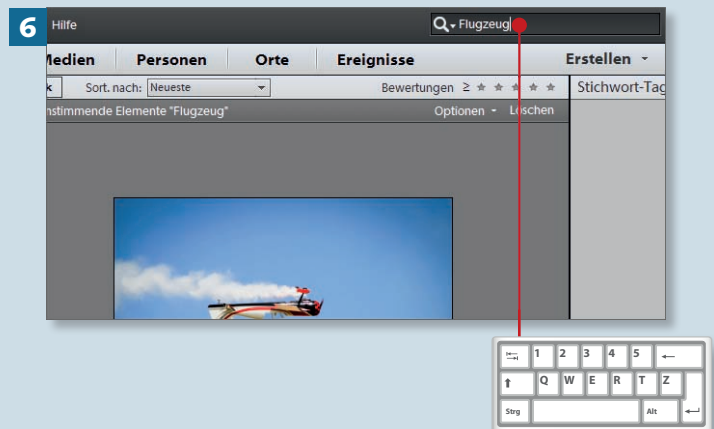 6
Hilfe
Flugzeug
Medien Personen Orte Ereignisse Erstellen
k Sort. nach: Neueste Bewertungen ≥ ★ ★ ★ ★ ★ Stichwort-Tag
nstimmende Elemente "Flugzeug" Optionen Löschen
1 2 3 4 5 ←
Q W E R T Z
Strg Alt